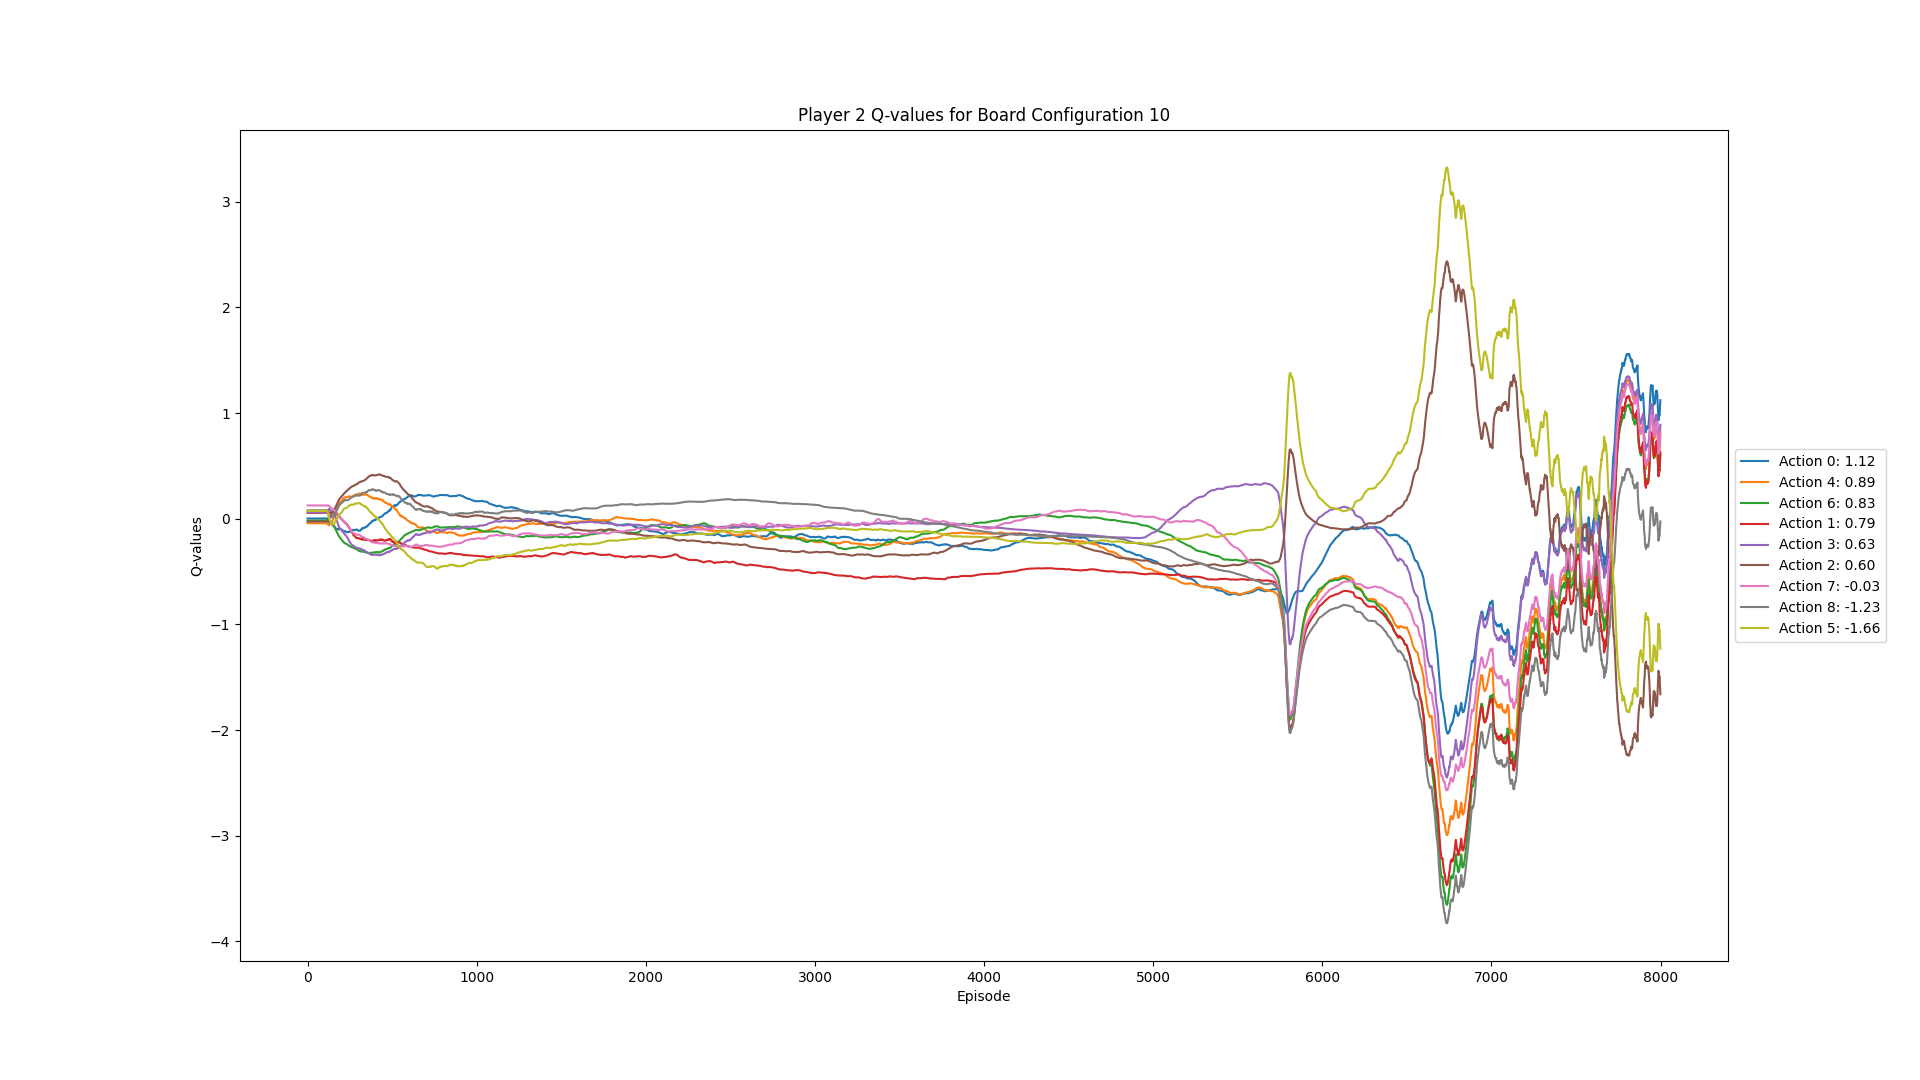 Player 2 Q-values for Board Configuration 10
3
2
1
0
−1
−2
−3
−4
Q-values
0 1000 2000 3000 4000 5000 6000 7000 8000
Episode
Action 0: 1.12
Action 4: 0.89
Action 6: 0.83
Action 1: 0.79
Action 3: 0.63
Action 2: 0.60
Action 7: -0.03
Action 8: -1.23
Action 5: -1.66